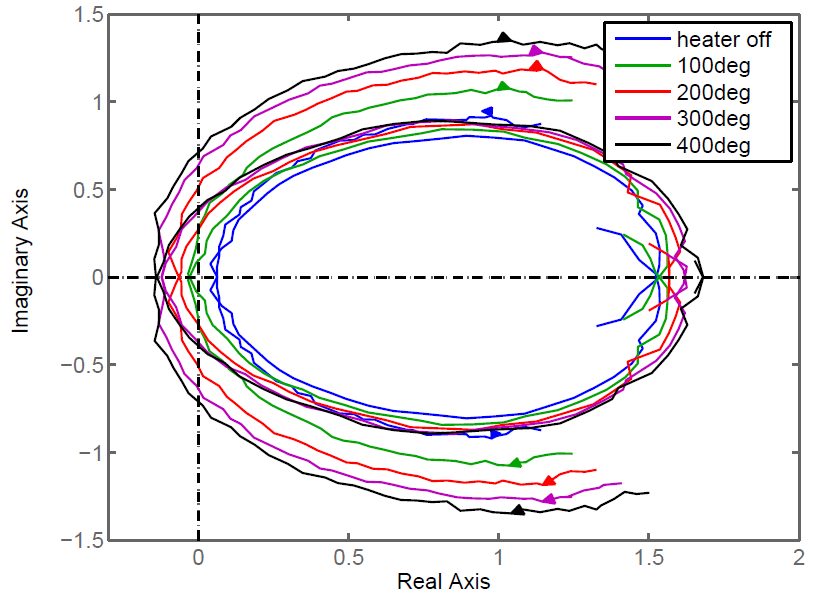 1.5
1
0.5
0
−0.5
−1
−1.5
Imaginary Axis
heater off
100deg
200deg
300deg
400deg
0 0.5 1 1.5 2
Real Axis